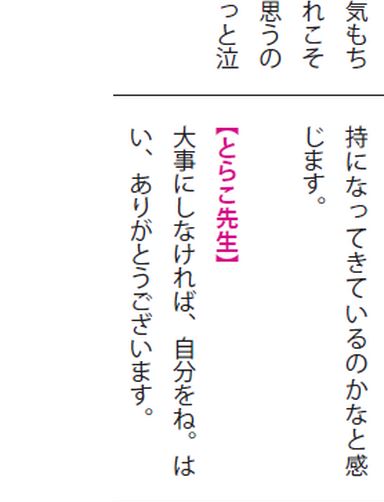 気もち
れこそ
思うの
っと泣
持になってきているのかなと感
じます。
【とらこ先生】
大事にしなければ、自分をね。は
い、ありがとうございます。